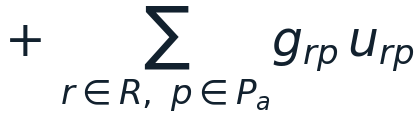 + ∑_{r ∈ R, p ∈ P_a} g_{rp} u_{rp}